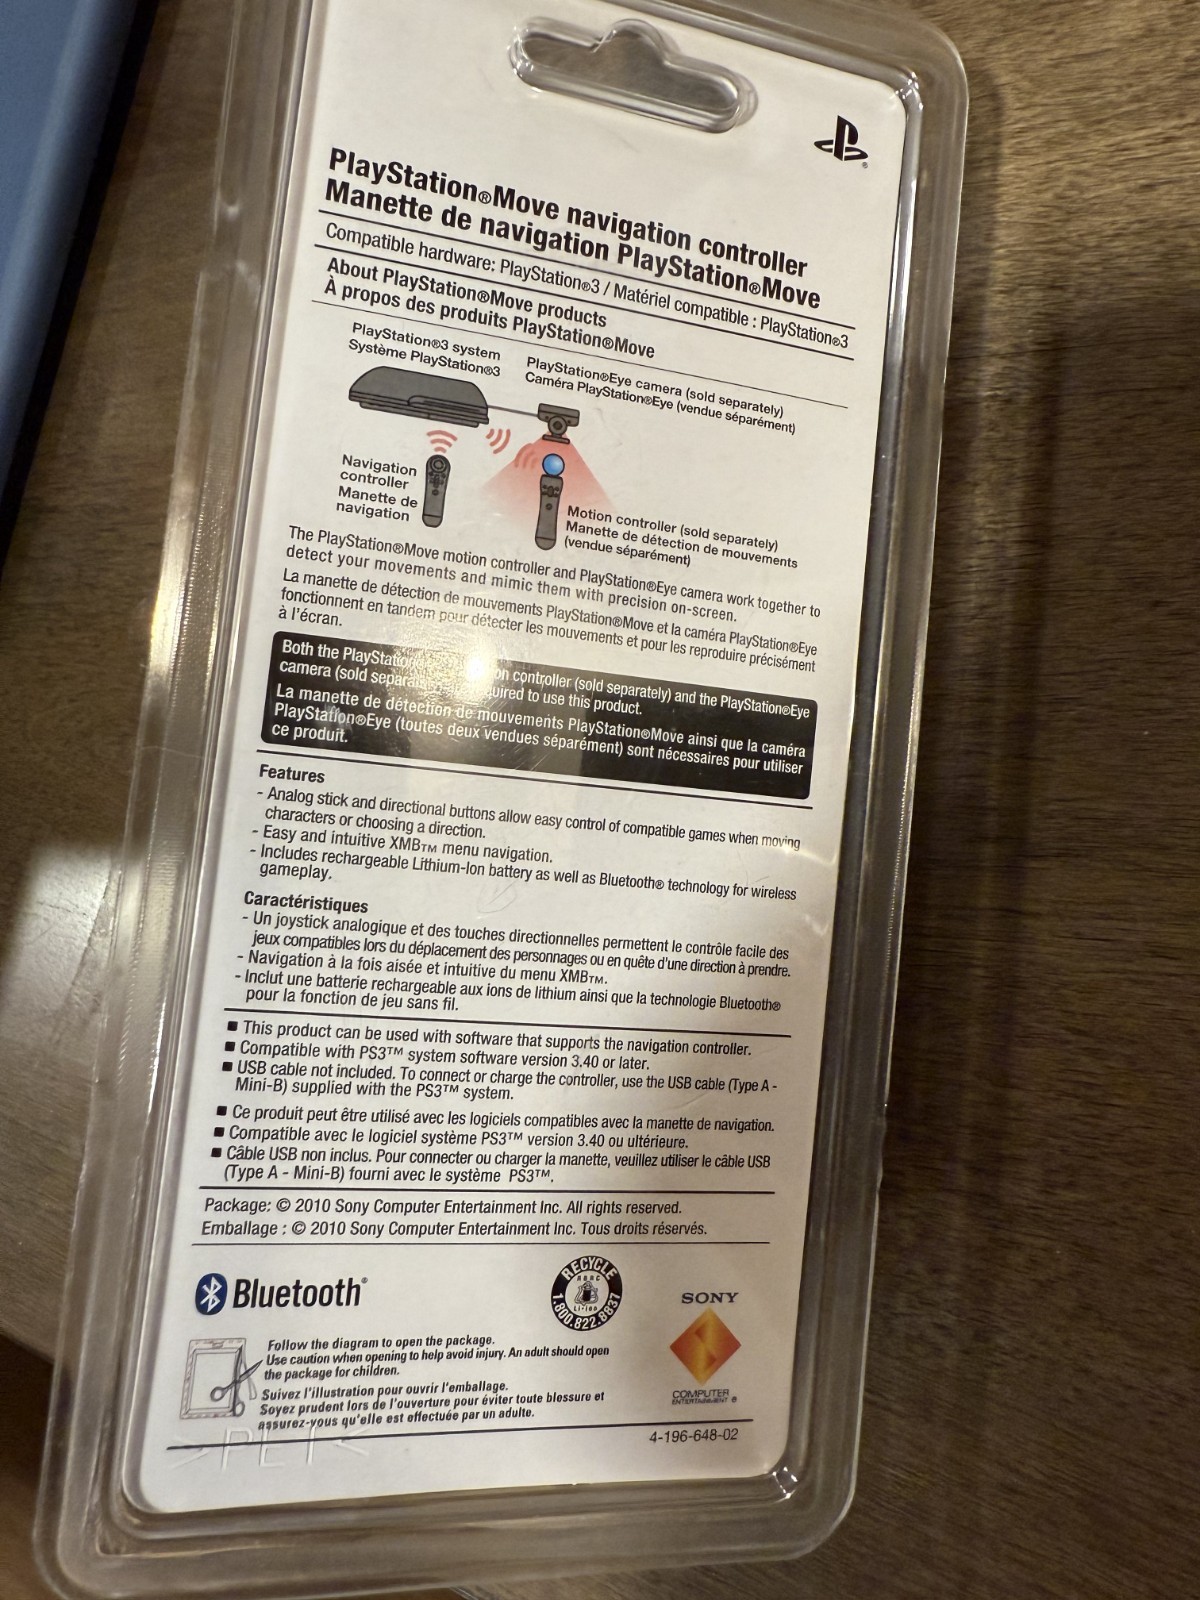 PlayStation®Move navigation controller
Manette de navigation PlayStation®Move
Compatible hardware: PlayStation®3 / Matériel compatible : PlayStation®3
About PlayStation®Move products
À propos des produits PlayStation®Move
PlayStation®3 system
Système PlayStation®3
PlayStation®Eye camera (sold separately)
Caméra PlayStation®Eye (vendue séparément)
Navigation
controller
Manette de
navigation
Motion controller (sold separately)
Manette de détection de mouvements
(vendue séparément)
The PlayStation®Move motion controller and PlayStation®Eye camera work together to
detect your movements and mimic them with precision on-screen.
La manette de détection de mouvements PlayStation®Move et la caméra PlayStation®Eye
fonctionnent en tandem pour détecter les mouvements et pour les reproduire précisément
à l'écran.
Both the PlayStation® controller (sold separately) and the PlayStation®Eye
camera (sold to use this product.
La manette de détection de mouvements PlayStation®Move ainsi que la caméra
PlayStation®Eye (toutes deux vendues séparément) sont nécessaires pour utiliser
ce produit.
Features
- Analog stick and directional buttons allow easy control of compatible games when moving
characters or choosing a direction.
- Easy and intuitive XMB™ menu navigation.
- Includes rechargeable Lithium-Ion battery as well as Bluetooth® technology for wireless
gameplay.
Caractéristiques
- Un joystick analogique et des touches directionnelles permettent le contrôle facile des
jeux compatibles lors du déplacement des personnages ou en quête d'une direction à prendre.
- Navigation à la fois aisée et intuitive du menu XMB™.
- Inclut une batterie rechargeable aux ions de lithium ainsi que la technologie Bluetooth®
pour la fonction de jeu sans fil.
■ This product can be used with software that supports the navigation controller.
■ Compatible with PS3™ system software version 3.40 or later.
■ USB cable not included. To connect or charge the controller, use the USB cable (Type A -
Mini-B) supplied with the PS3™ system.
■ Ce produit peut être utilisé avec les logiciels compatibles avec la manette de navigation.
■ Compatible avec le logiciel système PS3™ version 3.40 ou ultérieure.
■ Câble USB non inclus. Pour connecter ou charger la manette, veuillez utiliser le câble USB
(Type A - Mini-B) fourni avec le système PS3™.
Package: © 2010 Sony Computer Entertainment Inc. All rights reserved.
Emballage : © 2010 Sony Computer Entertainment Inc. Tous droits réservés.
Bluetooth®
RECYCLE
RBRC
Li-ion
1.800.822.8837
SONY
COMPUTER
ENTERTAINMENT ®
Follow the diagram to open the package.
Use caution when opening to help avoid injury. An adult should open
the package for children.
Suivez l'illustration pour ouvrir l'emballage.
Soyez prudent lors de l'ouverture pour éviter toute blessure et
assurez-vous qu'elle est effectuée par un adulte.
>PET<
4-196-648-02